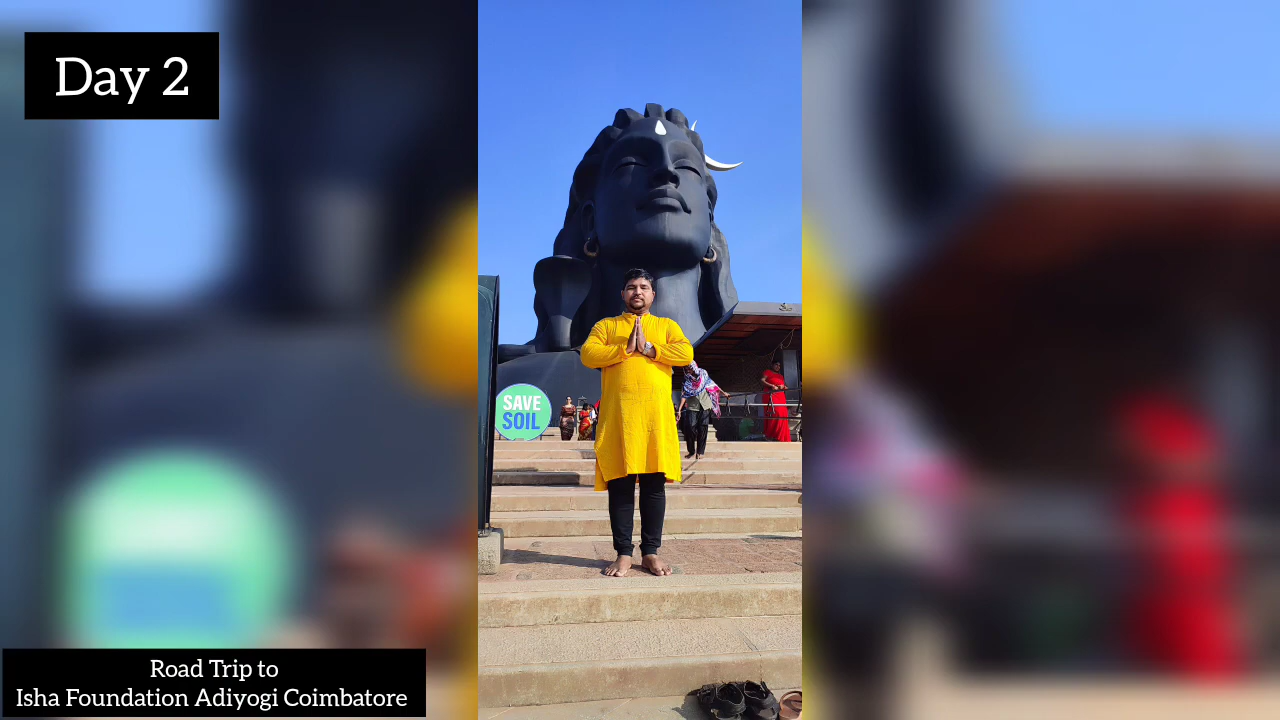 Day 2
SAVE
SOIL
Road Trip to
Isha Foundation Adiyogi Coimbatore